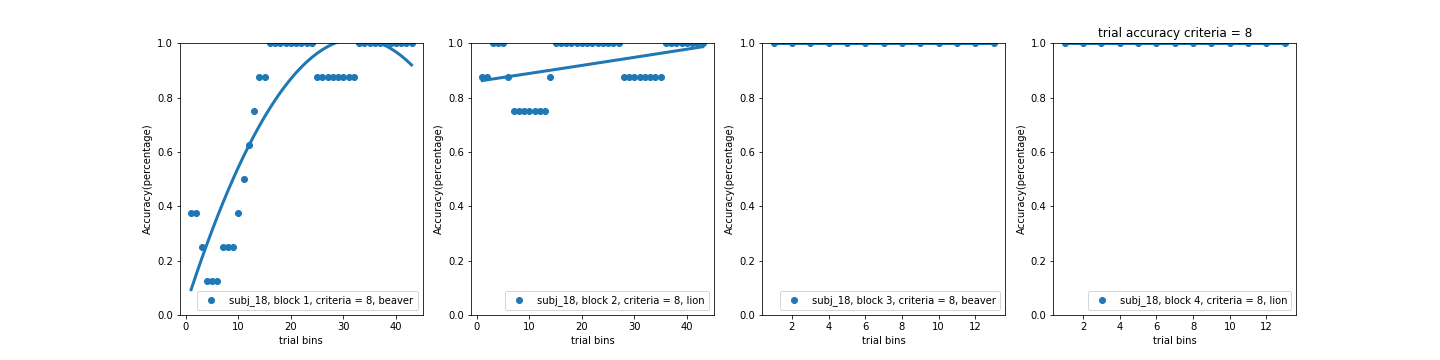 trial accuracy criteria = 8
Accuracy(percentage)
1.0
0.8
0.6
0.4
0.2
0.0
subj_18, block 1, criteria = 8, beaver
0 10 20 30 40
trial bins
Accuracy(percentage)
1.0
0.8
0.6
0.4
0.2
0.0
subj_18, block 2, criteria = 8, lion
0 10 20 30 40
trial bins
Accuracy(percentage)
1.0
0.8
0.6
0.4
0.2
0.0
subj_18, block 3, criteria = 8, beaver
2 4 6 8 10 12
trial bins
Accuracy(percentage)
1.0
0.8
0.6
0.4
0.2
0.0
subj_18, block 4, criteria = 8, lion
2 4 6 8 10 12
trial bins